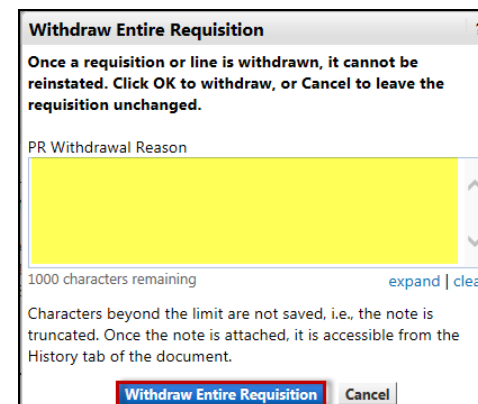 Withdraw Entire Requisition
Once a requisition or line is withdrawn, it cannot be
reinstated. Click OK to withdraw, or Cancel to leave the
requisition unchanged.
PR Withdrawal Reason
1000 characters remaining expand | clea
Characters beyond the limit are not saved, i.e., the note is
truncated. Once the note is attached, it is accessible from the
History tab of the document.
Withdraw Entire Requisition Cancel